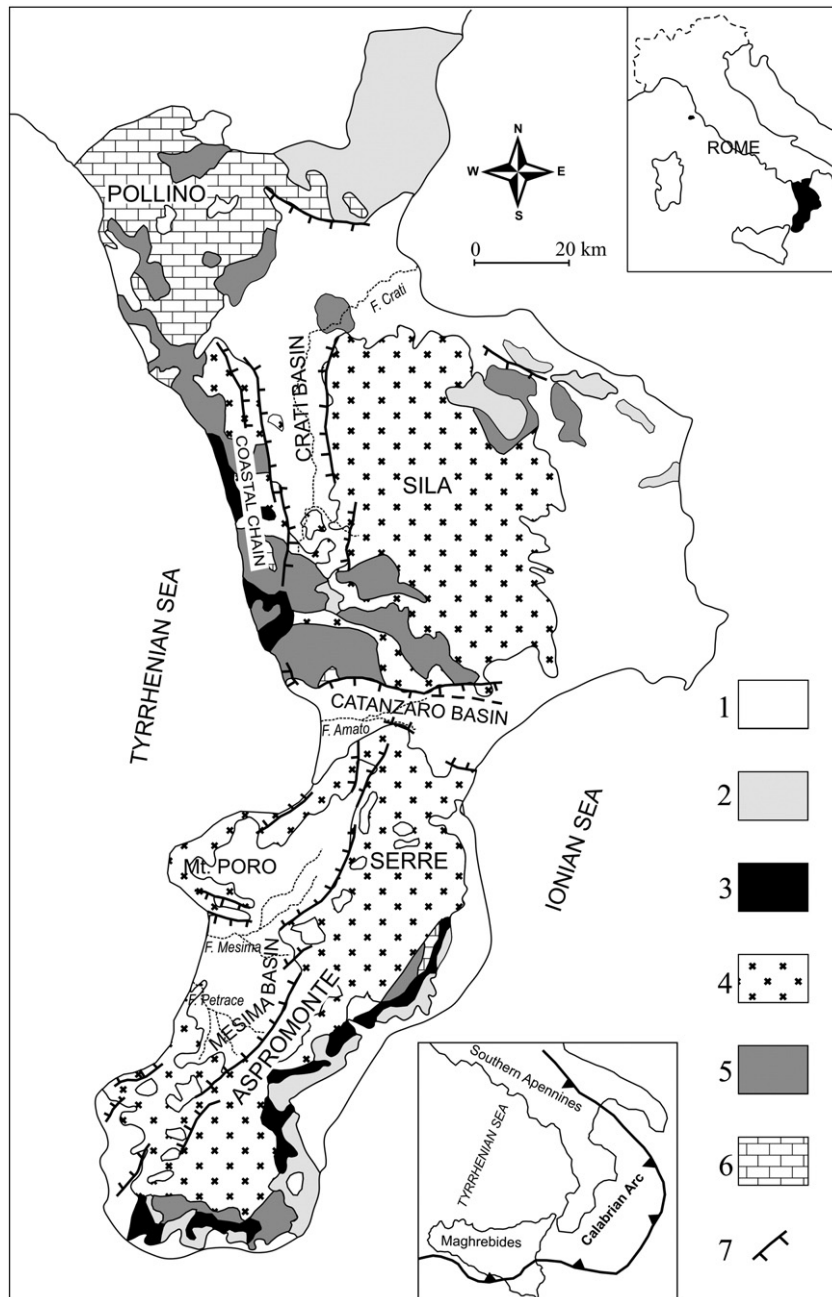 ROME
N
W E
S
0 20 km
POLLINO
F. Crati
CRATI BASIN
COASTAL CHAIN
SILA
TYRRHENIAN SEA
CATANZARO BASIN
F. Amato
IONIAN SEA
SERRE
Mt. PORO
F. Mesima
MESIMA BASIN
F. Petrace
ASPROMONTE
1
2
3
4
5
6
7
Southern Apennines
TYRRHENIAN SEA
Calabrian Arc
Maghrebides